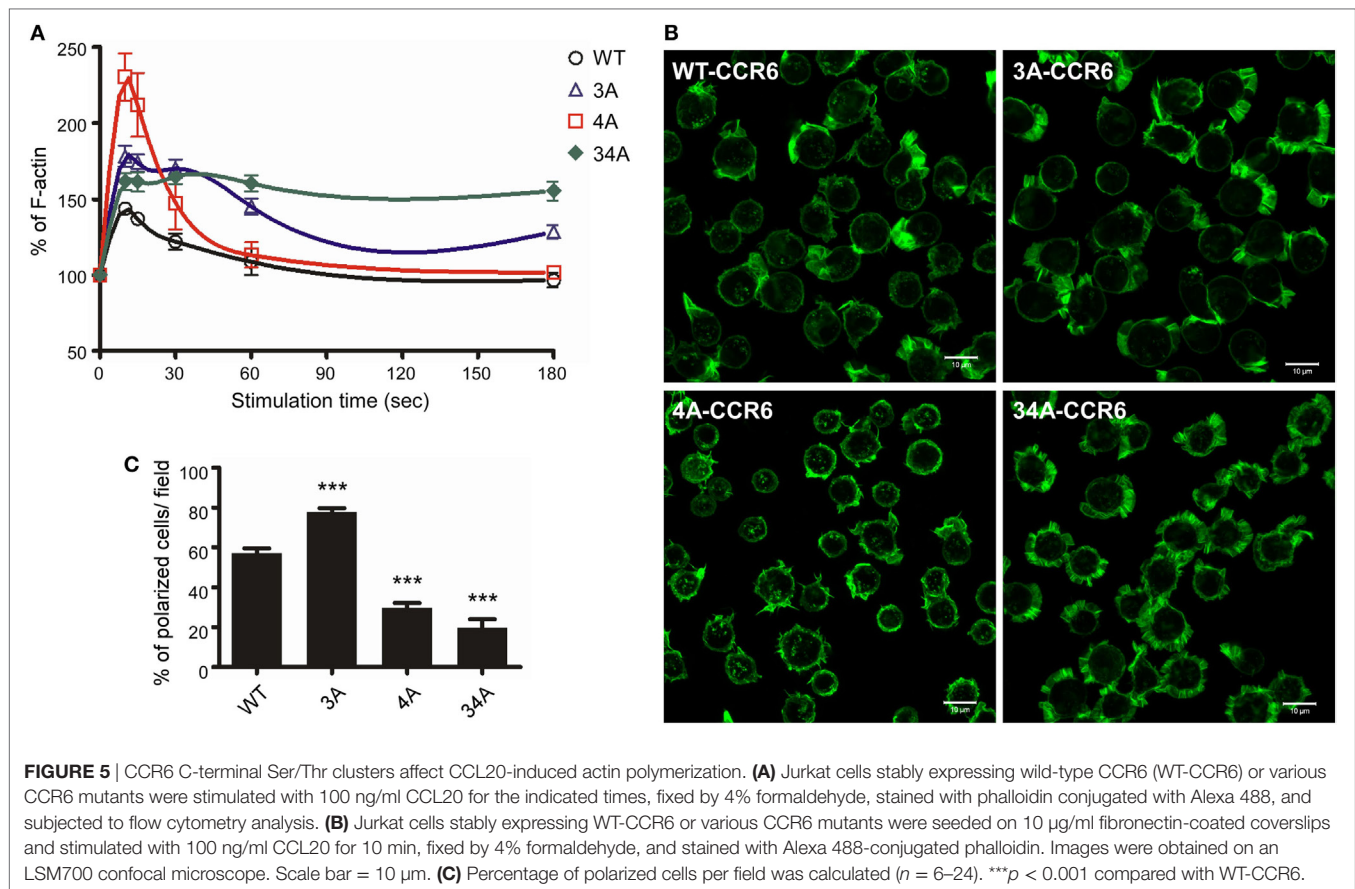 A
250
200
150
100
50
% of F-actin
0
30
60
90
120
150
180
Stimulation time (sec)
WT
3A
4A
34A
B
WT-CCR6
10 µm
3A-CCR6
10 µm
4A-CCR6
10 µm
34A-CCR6
10 µm
C
100
80
60
40
20
0
% of polarized cells/ field
***
***
***
WT
3A
4A
34A
FIGURE 5 | CCR6 C-terminal Ser/Thr clusters affect CCL20-induced actin polymerization. (A) Jurkat cells stably expressing wild-type CCR6 (WT-CCR6) or various
CCR6 mutants were stimulated with 100 ng/ml CCL20 for the indicated times, fixed by 4% formaldehyde, stained with phalloidin conjugated with Alexa 488, and
subjected to flow cytometry analysis. (B) Jurkat cells stably expressing WT-CCR6 or various CCR6 mutants were seeded on 10 µg/ml fibronectin-coated coverslips
and stimulated with 100 ng/ml CCL20 for 10 min, fixed by 4% formaldehyde, and stained with Alexa 488-conjugated phalloidin. Images were obtained on an
LSM700 confocal microscope. Scale bar = 10 µm. (C) Percentage of polarized cells per field was calculated (n = 6–24). ***p < 0.001 compared with WT-CCR6.